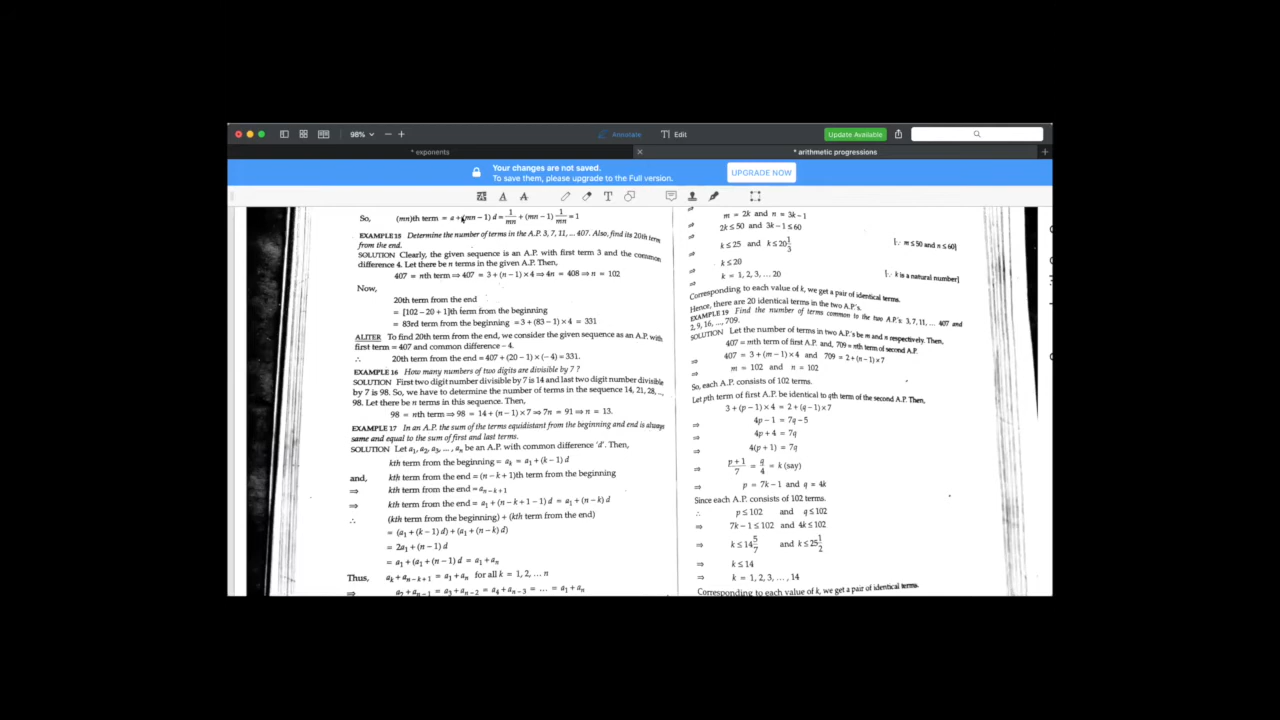 98%
Annotate
Edit
Update Available
* exponents
* arithmetic progressions
Your changes are not saved.
To save them, please upgrade to the Full version.
UPGRADE NOW
So, (mn)th term = a + (mn − 1) d = 1/mn + (mn − 1) 1/mn = 1
EXAMPLE 15 Determine the number of terms in the A.P. 3, 7, 11, ... 407. Also, find its 20th term
from the end.
SOLUTION Clearly, the given sequence is an A.P. with first term 3 and the common
difference 4. Let there be n terms in the given A.P. Then,
407 = nth term ⇒ 407 = 3 + (n − 1) × 4 ⇒ 4n = 408 ⇒ n = 102
Now,
20th term from the end
= [102 − 20 + 1]th term from the beginning
= 83rd term from the beginning = 3 + (83 − 1) × 4 = 331
ALITER To find 20th term from the end, we consider the given sequence as an A.P. with
first term = 407 and common difference − 4.
∴ 20th term from the end = 407 + (20 − 1) × (−4) = 331.
EXAMPLE 16 How many numbers of two digits are divisible by 7 ?
SOLUTION First two digit number divisible by 7 is 14 and last two digit number divisible
by 7 is 98. So, we have to determine the number of terms in the sequence 14, 21, 28, ...,
98. Let there be n terms in this sequence. Then,
98 = nth term ⇒ 98 = 14 + (n − 1) × 7 ⇒ 7n = 91 ⇒ n = 13.
EXAMPLE 17 In an A.P. the sum of the terms equidistant from the beginning and end is always
same and equal to the sum of first and last terms.
SOLUTION Let a₁, a₂, a₃, ..., aₙ be an A.P. with common difference 'd'. Then,
kth term from the beginning = aₖ = a₁ + (k − 1) d
and, kth term from the end = (n − k + 1)th term from the beginning
⇒ kth term from the end = aₙ₋ₖ₊₁
⇒ kth term from the end = a₁ + (n − k + 1 − 1) d = a₁ + (n − k) d
∴ (kth term from the beginning) + (kth term from the end)
= (a₁ + (k − 1) d) + (a₁ + (n − k) d)
= 2a₁ + (n − 1) d
= a₁ + (a₁ + (n − 1) d = a₁ + aₙ
Thus, aₖ + aₙ₋ₖ₊₁ = a₁ + aₙ for all k = 1, 2, ... n
⇒ a₂ + aₙ₋₁ = a₃ + aₙ₋₂ = a₄ + aₙ₋₃ = ... = a₁ + aₙ
⇒ m = 2k and n = 3k − 1
⇒ 2k ≤ 50 and 3k − 1 ≤ 60 [∵ m ≤ 50 and n ≤ 60]
⇒ k ≤ 25 and k ≤ 20 1/3
⇒ k ≤ 20
⇒ k = 1, 2, 3, ... 20 [∵ k is a natural number]
Corresponding to each value of k, we get a pair of identical terms.
Hence, there are 20 identical terms in the two A.P.'s.
EXAMPLE 19 Find the number of terms common to the two A.P.'s 3, 7, 11, ... 407 and
2, 9, 16, ..., 709.
SOLUTION Let the number of terms in two A.P.'s be m and n respectively. Then,
407 = mth term of first A.P. and, 709 = nth term of second A.P.
⇒ 407 = 3 + (m − 1) × 4 and 709 = 2 + (n − 1) × 7
⇒ m = 102 and n = 102
So, each A.P. consists of 102 terms.
Let pth term of first A.P. be identical to qth term of the second A.P. Then,
3 + (p − 1) × 4 = 2 + (q − 1) × 7
⇒ 4p − 1 = 7q − 5
⇒ 4p + 4 = 7q
⇒ 4(p + 1) = 7q
⇒ (p + 1)/7 = q/4 = k (say)
⇒ p = 7k − 1 and q = 4k
Since each A.P. consists of 102 terms.
∴ p ≤ 102 and q ≤ 102
⇒ 7k − 1 ≤ 102 and 4k ≤ 102
⇒ k ≤ 14 5/7 and k ≤ 25 1/2
⇒ k ≤ 14
⇒ k = 1, 2, 3, ..., 14
Corresponding to each value of k, we get a pair of identical terms.